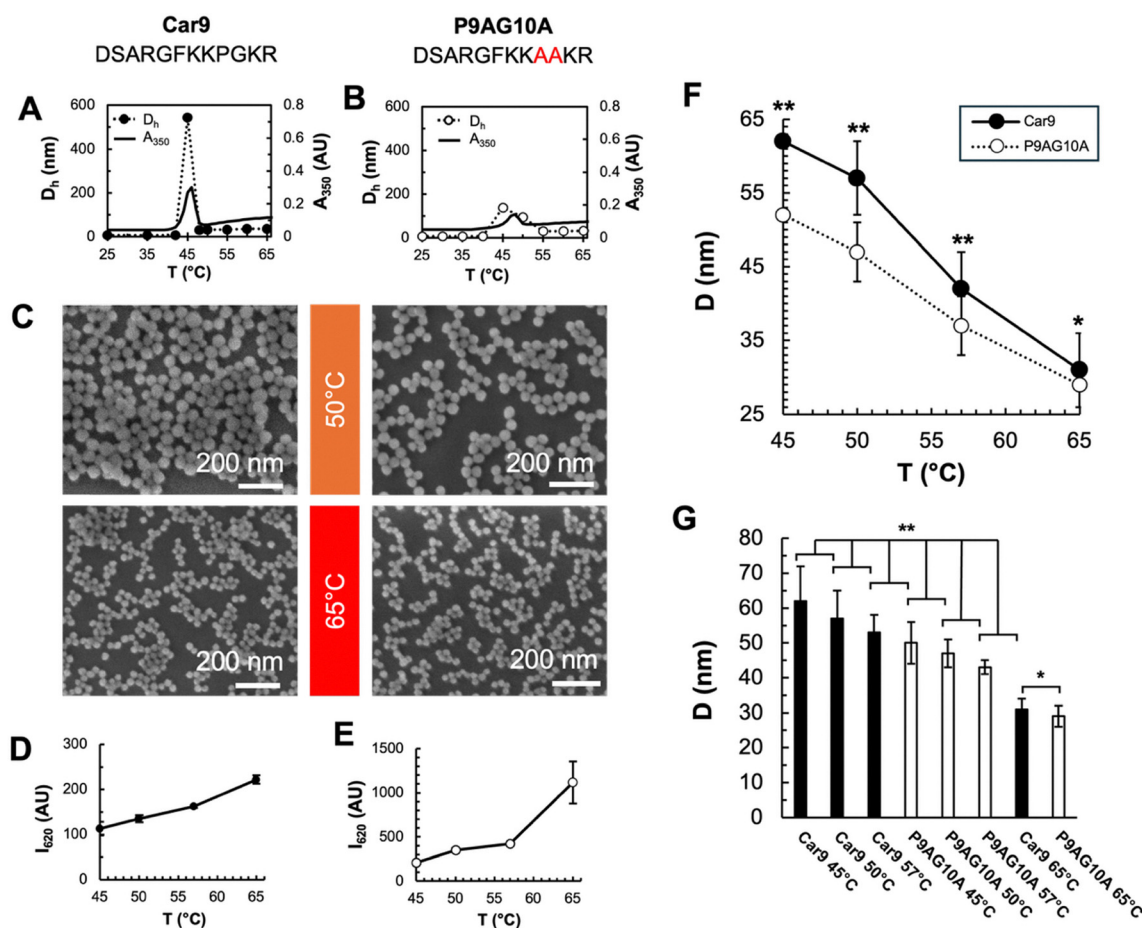 Car9
DSARGFKKPGKR
P9AG10A
DSARGFKKAAKR
A
600
400
200
0
Dh
(nm)
Dh
A350
0.8
0.6
0.4
0.2
0
A350 (AU)
25 35 45 55 65
T (°C)
B
600
400
200
0
Dh
(nm)
Dh
A350
0.8
0.6
0.4
0.2
0
A350 (AU)
25 35 45 55 65
T (°C)
C
200 nm
50°C
200 nm
200 nm
65°C
200 nm
D
300
200
100
0
I620 (AU)
45 50 55 60 65
T (°C)
E
1500
1000
500
0
I620 (AU)
45 50 55 60 65
T (°C)
F
65
55
45
35
25
D (nm)
**
**
**
*
Car9
P9AG10A
45 50 55 60 65
T (°C)
G
90
80
70
60
50
40
30
20
10
0
D (nm)
**
*
Car9 45°C
Car9 50°C
Car9 57°C
P9AG10A 45°C
P9AG10A 50°C
P9AG10A 57°C
Car9 65°C
P9AG10A 65°C